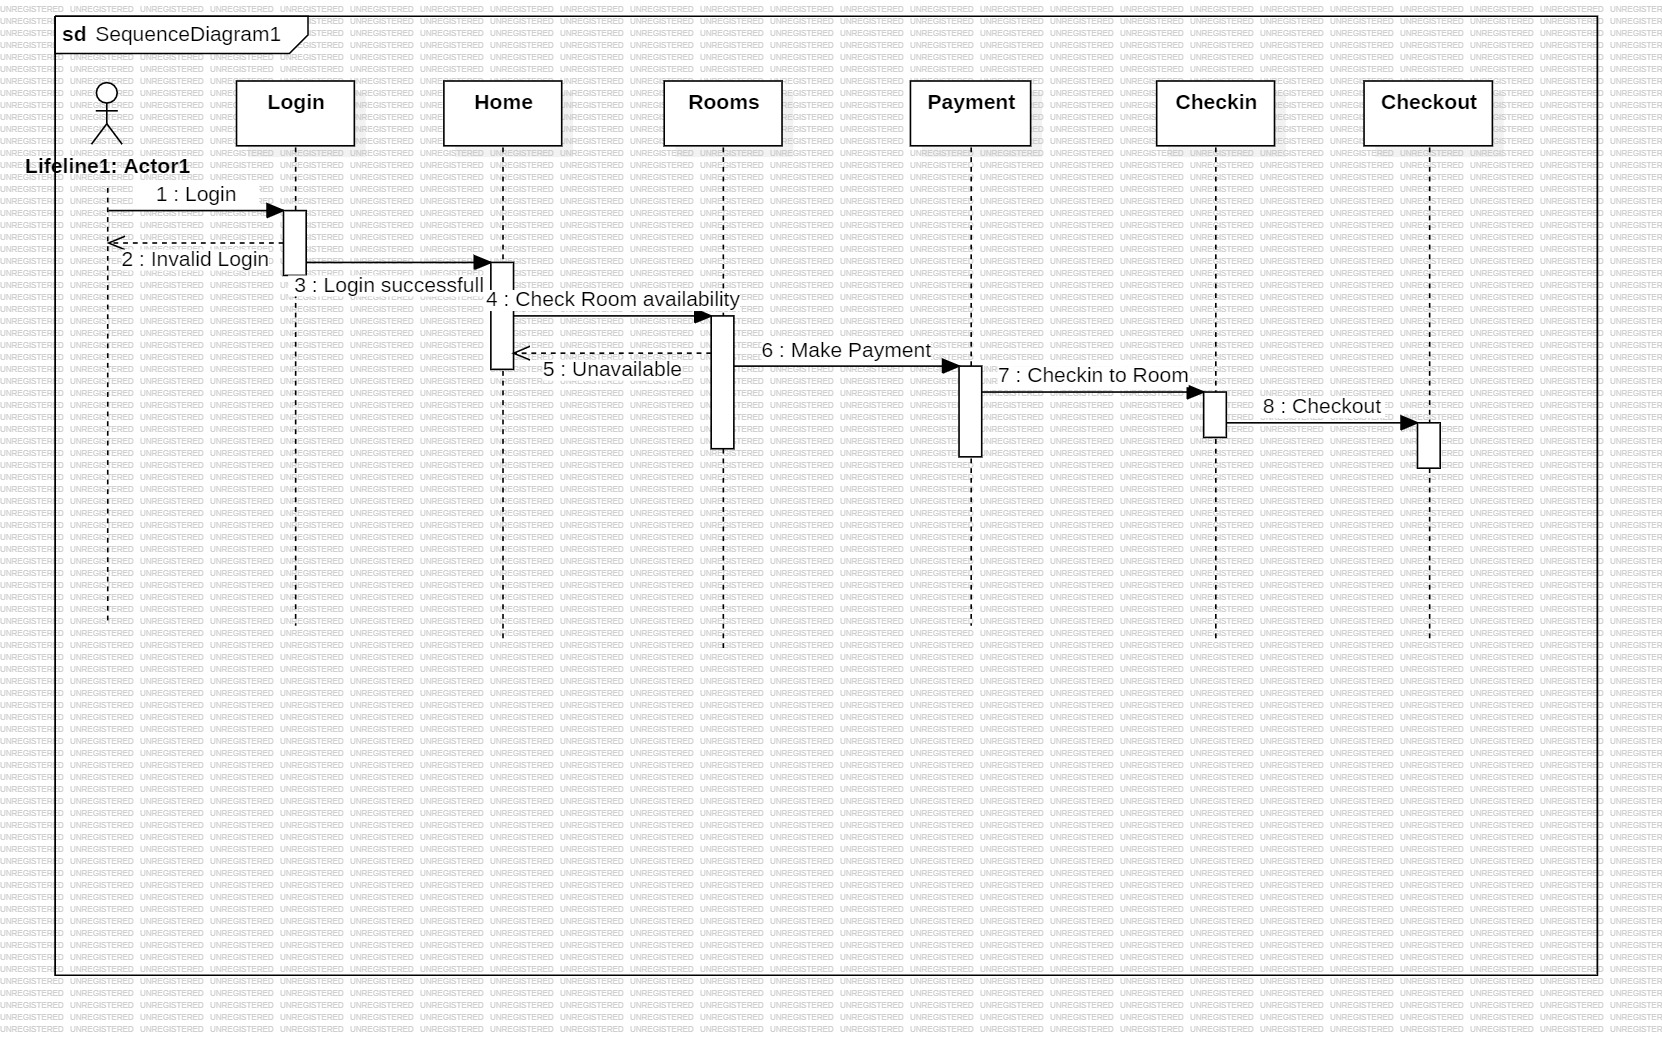 sd SequenceDiagram1
Login
Home
Rooms
Payment
Checkin
Checkout
Lifeline1: Actor1
1 : Login
2 : Invalid Login
3 : Login successfull
4 : Check Room availability
5 : Unavailable
6 : Make Payment
7 : Checkin to Room
8 : Checkout
UNREGISTERED